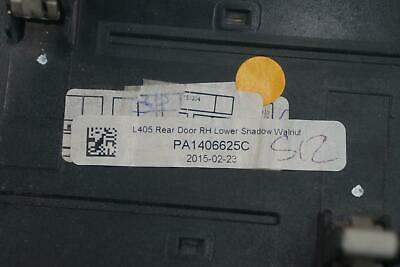 L405 Rear Door RH Lower Shadow Walnut
PA1406625C
2015-02-23
S12